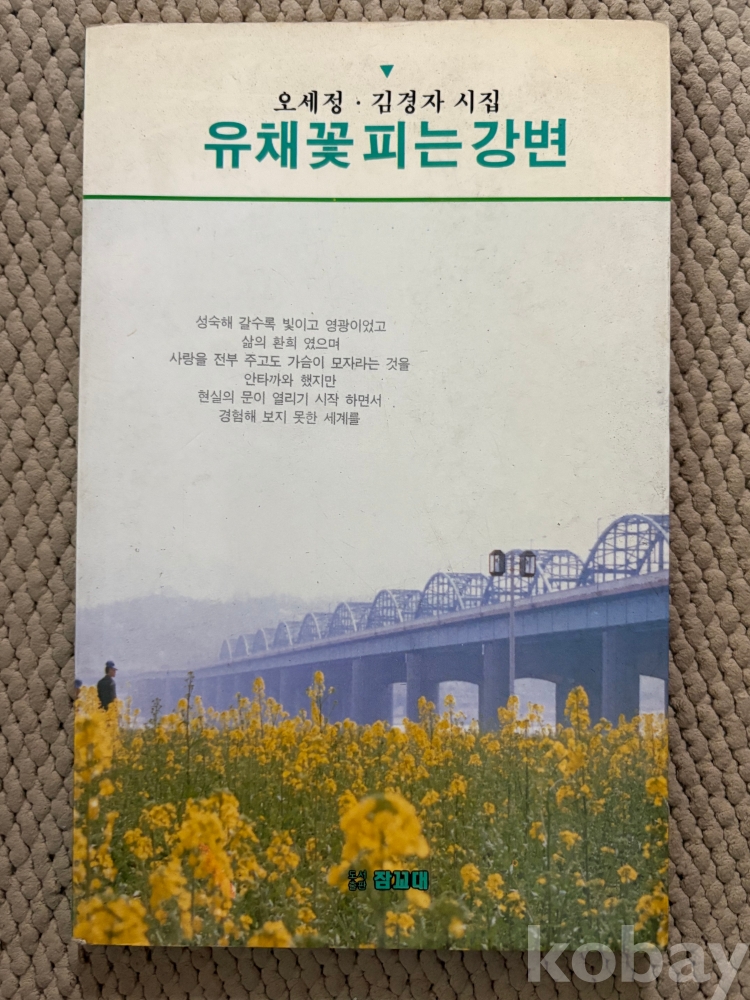 ▼
오세정 · 김경자 시집
유채꽃 피는 강변
성숙해 갈수록 빛이고 영광이었고
삶의 환희 였으며
사랑을 전부 주고도 가슴이 모자라는 것을
안타까와 했지만
현실의 문이 열리기 시작 하면서
경험해 보지 못한 세계를
도서출판 잠꼬대
kobay